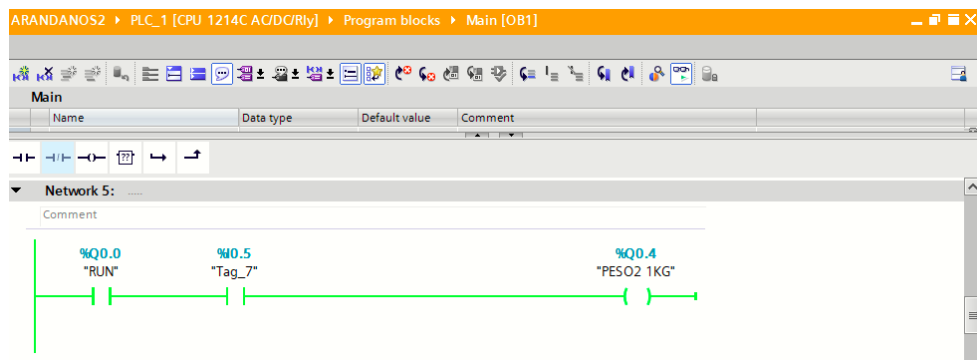 ARANDANOS2 ▸ PLC_1 [CPU 1214C AC/DC/Rly] ▸ Program blocks ▸ Main [OB1]
Main
Name Data type Default value Comment
??
Network 5: .....
Comment
%Q0.0 %I0.5 %Q0.4
"RUN" "Tag_7" "PESO2 1KG"